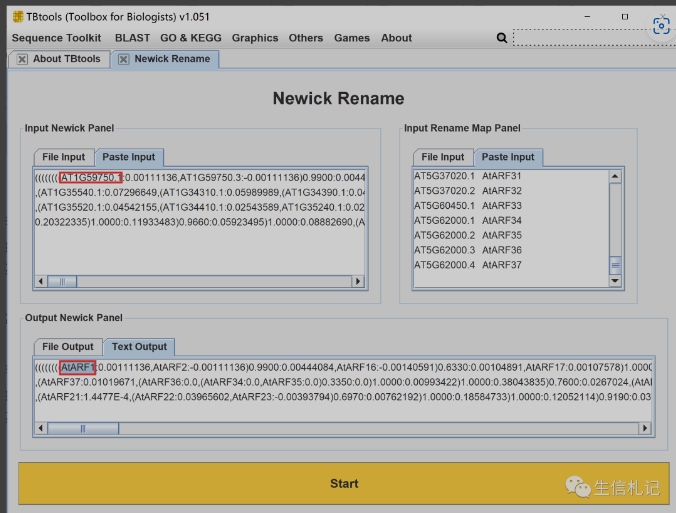 TBtools (Toolbox for Biologists) v1.051
Sequence Toolkit BLAST GO & KEGG Graphics Others Games About
About TBtools Newick Rename
Newick Rename
Input Newick Panel
File Input Paste Input
((((((((AT1G59750.1:0.00111136,AT1G59750.3:-0.00111136)0.9900:0.00444
,(AT1G35540.1:0.07296649,(AT1G34310.1:0.05989989,(AT1G34390.1:0.04
(AT1G35520.1:0.04542155,(AT1G34410.1:0.02543589,AT1G35240.1:0.02
0.20322335)1.0000:0.11933483)0.9660:0.05923495)1.0000:0.08882690,(A
Input Rename Map Panel
File Input Paste Input
AT5G37020.1 AtARF31
AT5G37020.2 AtARF32
AT5G60450.1 AtARF33
AT5G62000.1 AtARF34
AT5G62000.2 AtARF35
AT5G62000.3 AtARF36
AT5G62000.4 AtARF37
Output Newick Panel
File Output Text Output
((((((((AtARF1:0.00111136,AtARF2:-0.00111136)0.9900:0.00444084,AtARF16:-0.00140591)0.6330:0.00104891,AtARF17:0.00107578)1.0000
,(AtARF37:0.01019671,(AtARF36:0.0,(AtARF34:0.0,AtARF35:0.0)0.3350:0.0)1.0000:0.00993422)1.0000:0.38043835)0.7600:0.0267024,(AtAR
,(AtARF21:1.4477E-4,(AtARF22:0.03965602,AtARF23:-0.00393794)0.6970:0.00762192)1.0000:0.18584733)1.0000:0.12052114)0.9190:0.03
Start
生信札记